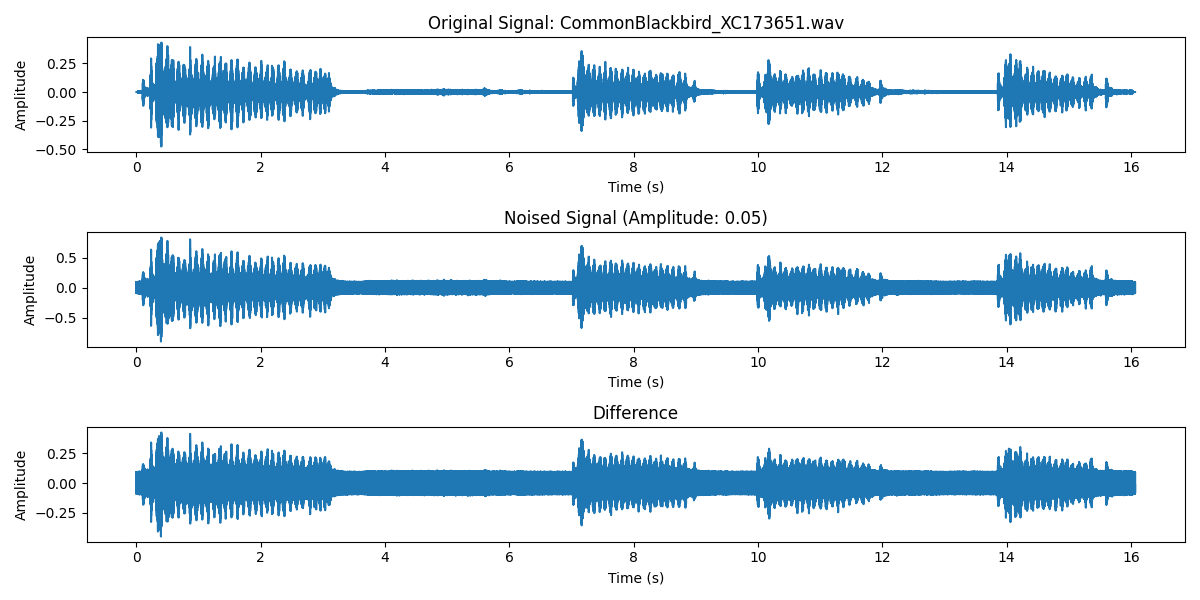 Original Signal: CommonBlackbird_XC173651.wav
0.25
0.00
−0.25
−0.50
Amplitude
0 2 4 6 8 10 12 14 16
Time (s)
Noised Signal (Amplitude: 0.05)
0.5
0.0
−0.5
Amplitude
0 2 4 6 8 10 12 14 16
Time (s)
Difference
0.25
0.00
−0.25
Amplitude
0 2 4 6 8 10 12 14 16
Time (s)